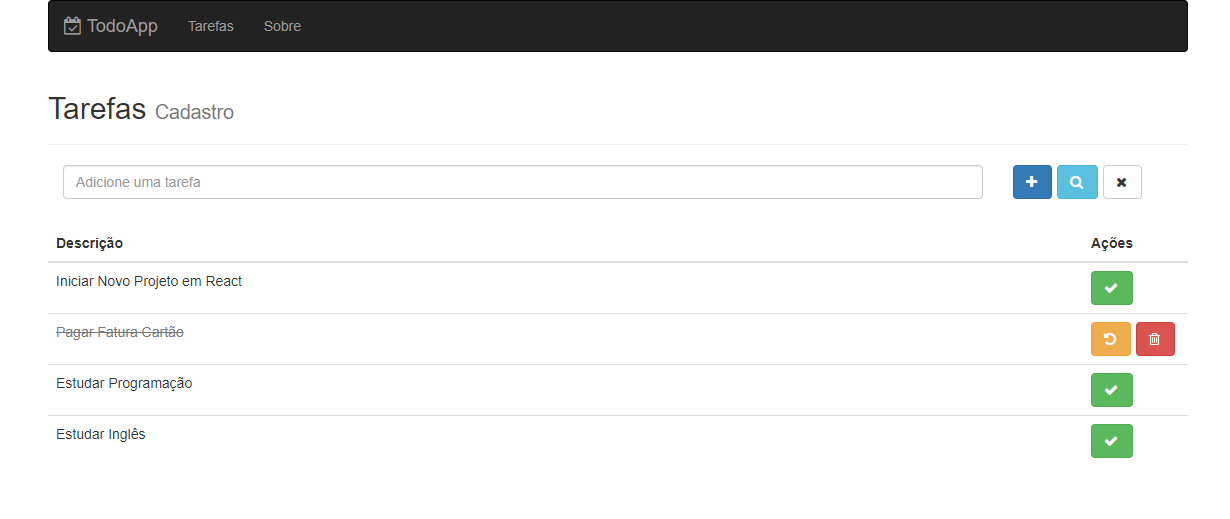 TodoApp Tarefas Sobre
Tarefas Cadastro
Adicione uma tarefa
Descrição Ações
Iniciar Novo Projeto em React
Pagar Fatura Cartão
Estudar Programação
Estudar Inglês